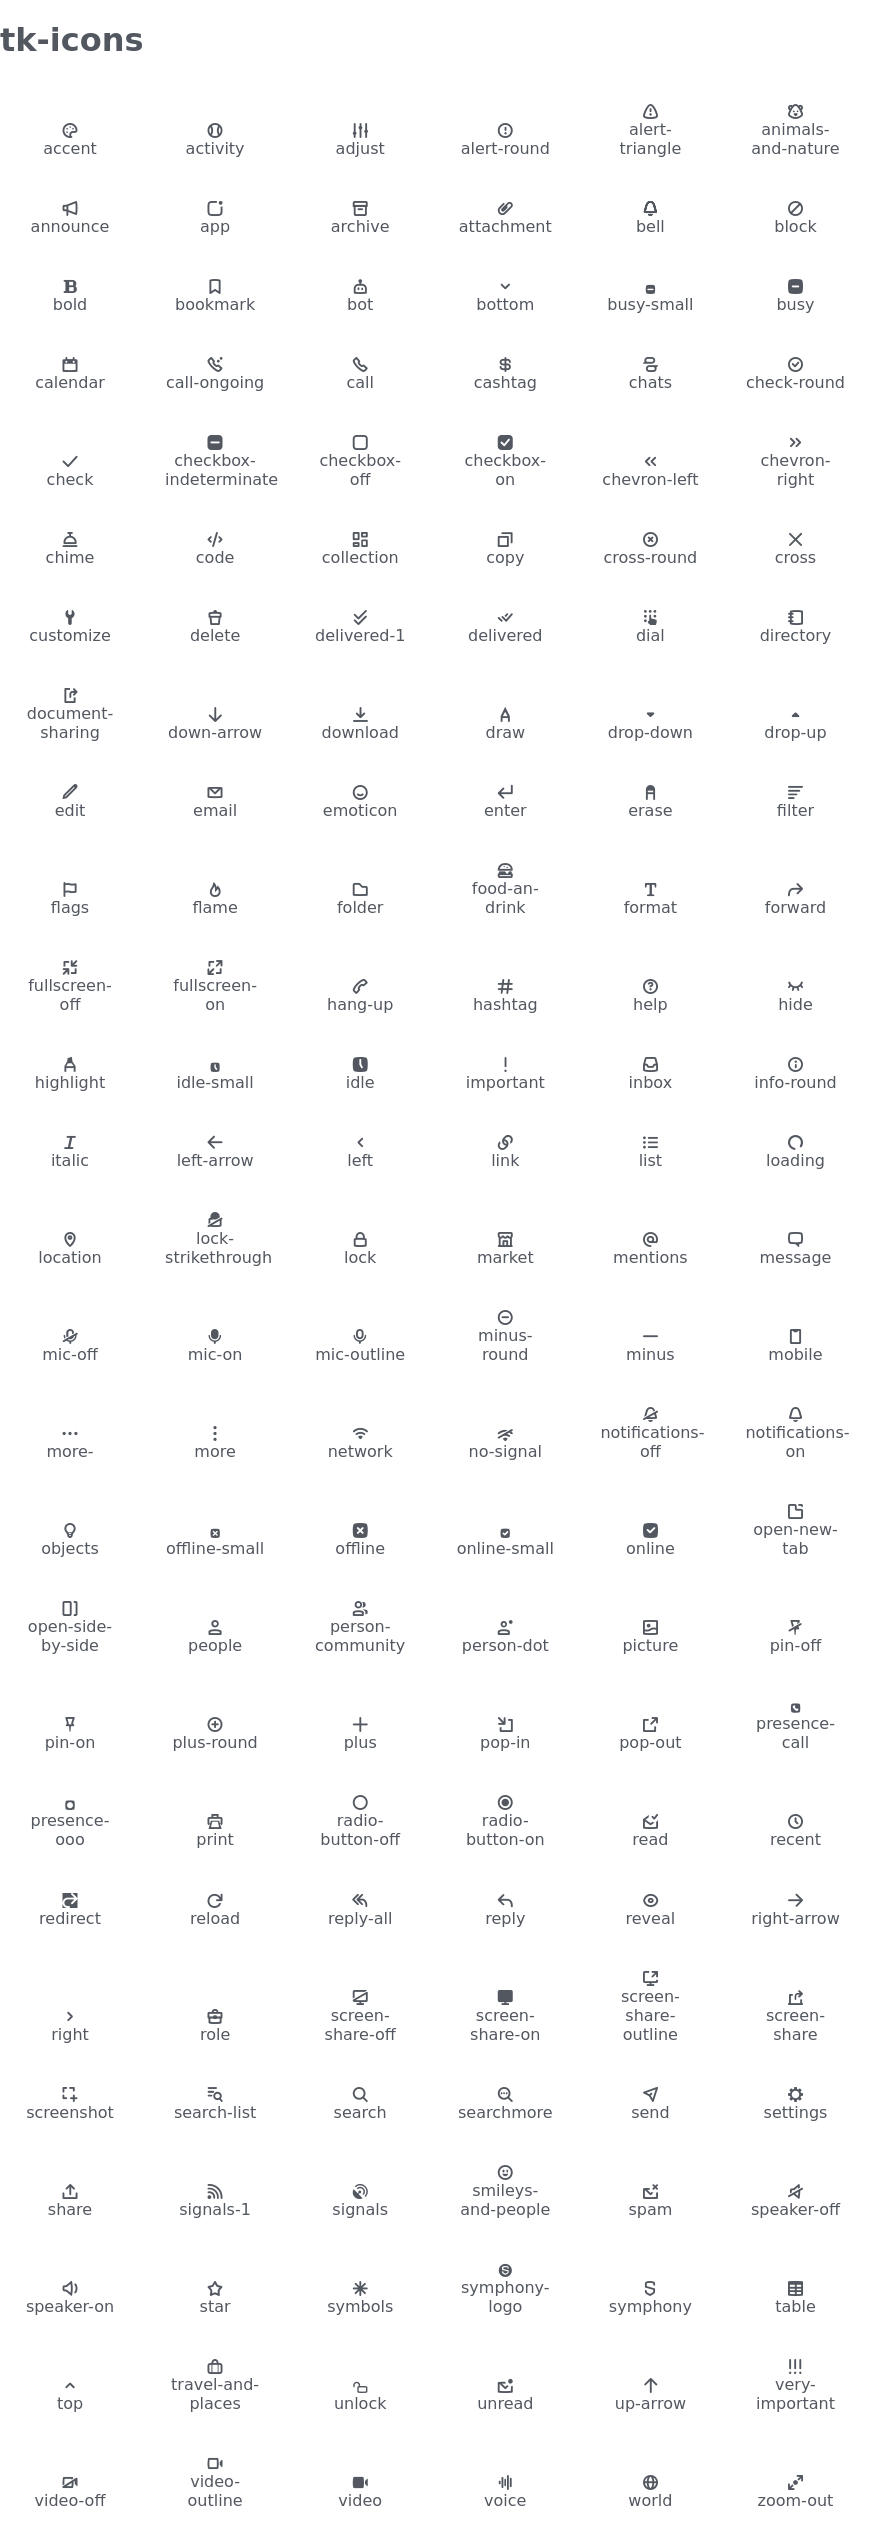 tk-icons
accent activity adjust alert-round alert-triangle animals-and-nature
announce app archive attachment bell block
bold bookmark bot bottom busy-small busy
calendar call-ongoing call cashtag chats check-round
check checkbox-indeterminate checkbox-off checkbox-on chevron-left chevron-right
chime code collection copy cross-round cross
customize delete delivered-1 delivered dial directory
document-sharing down-arrow download draw drop-down drop-up
edit email emoticon enter erase filter
flags flame folder food-an-drink format forward
fullscreen-off fullscreen-on hang-up hashtag help hide
highlight idle-small idle important inbox info-round
italic left-arrow left link list loading
location lock-strikethrough lock market mentions message
mic-off mic-on mic-outline minus-round minus mobile
more- more network no-signal notifications-off notifications-on
objects offline-small offline online-small online open-new-tab
open-side-by-side people person-community person-dot picture pin-off
pin-on plus-round plus pop-in pop-out presence-call
presence-ooo print radio-button-off radio-button-on read recent
redirect reload reply-all reply reveal right-arrow
right role screen-share-off screen-share-on screen-share-outline screen-share
screenshot search-list search searchmore send settings
share signals-1 signals smileys-and-people spam speaker-off
speaker-on star symbols symphony-logo symphony table
top travel-and-places unlock unread up-arrow very-important
video-off video-outline video voice world zoom-out